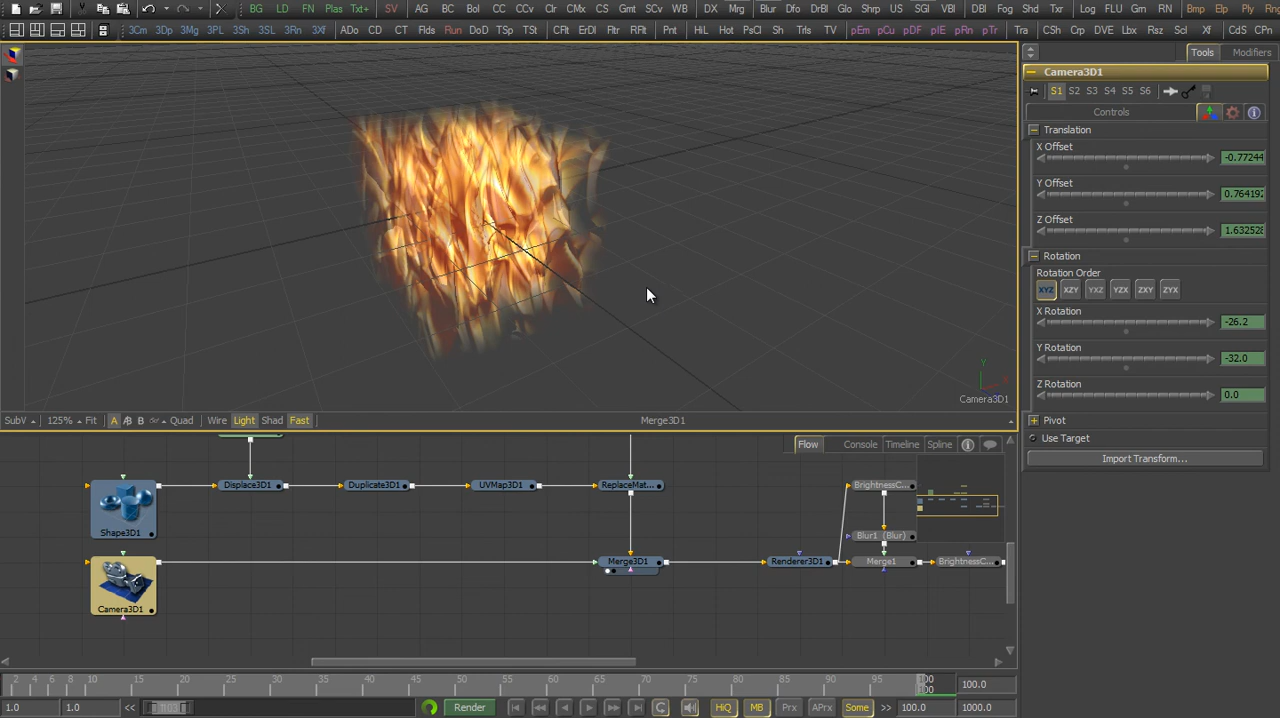 BG LD FN Plas Txt+ SV AG BC Bol CC CCv Clr CMx CS Gmt SCv WB DX Mrg Blur Dfo DrBl Glo Shrp US SGl VBl DBl Fog Shd Txr Log FLU Gm RN Bmp Elp Ply
3Cm 3Dp 3Mg 3PL 3Sh 3SL 3Rn 3Xf ADo CD CT Flds Run DoD TSp TSt CFlt ErDl Fltr RFlt Pnt HiL Hot PsCl Sh Trls TV pEm pCu pDF pIE pRn pTr Tra CSh Crp DVE Lbx Rsz Scl Xf CdS CPn
Tools Modifiers
Camera3D1
S1 S2 S3 S4 S5 S6
Controls
Translation
X Offset
-0.77244
Y Offset
0.764192
Z Offset
1.632528
Rotation
Rotation Order
XYZ XZY YXZ YZX ZXY ZYX
X Rotation
-26.2
Y Rotation
-32.0
Z Rotation
0.0
Pivot
Use Target
Import Transform...
Y
X
Camera3D1
SubV 125% Fit A B Quad Wire Light Shad Fast Merge3D1
Flow Console Timeline Spline
Displace3D1 Duplicate3D1 UVMap3D1 ReplaceMat... BrightnessC...
Shape3D1
Blur1 (Blur)
Merge3D1 Renderer3D1 Merge1 BrightnessC...
Camera3D1
2 4 6 8 10 15 20 25 30 35 40 45 50 55 60 65 70 75 80 85 90 95 100 100.0
100
1.0 1.0 << Render HiQ MB Prx APrx Some >> 100.0 1000.0